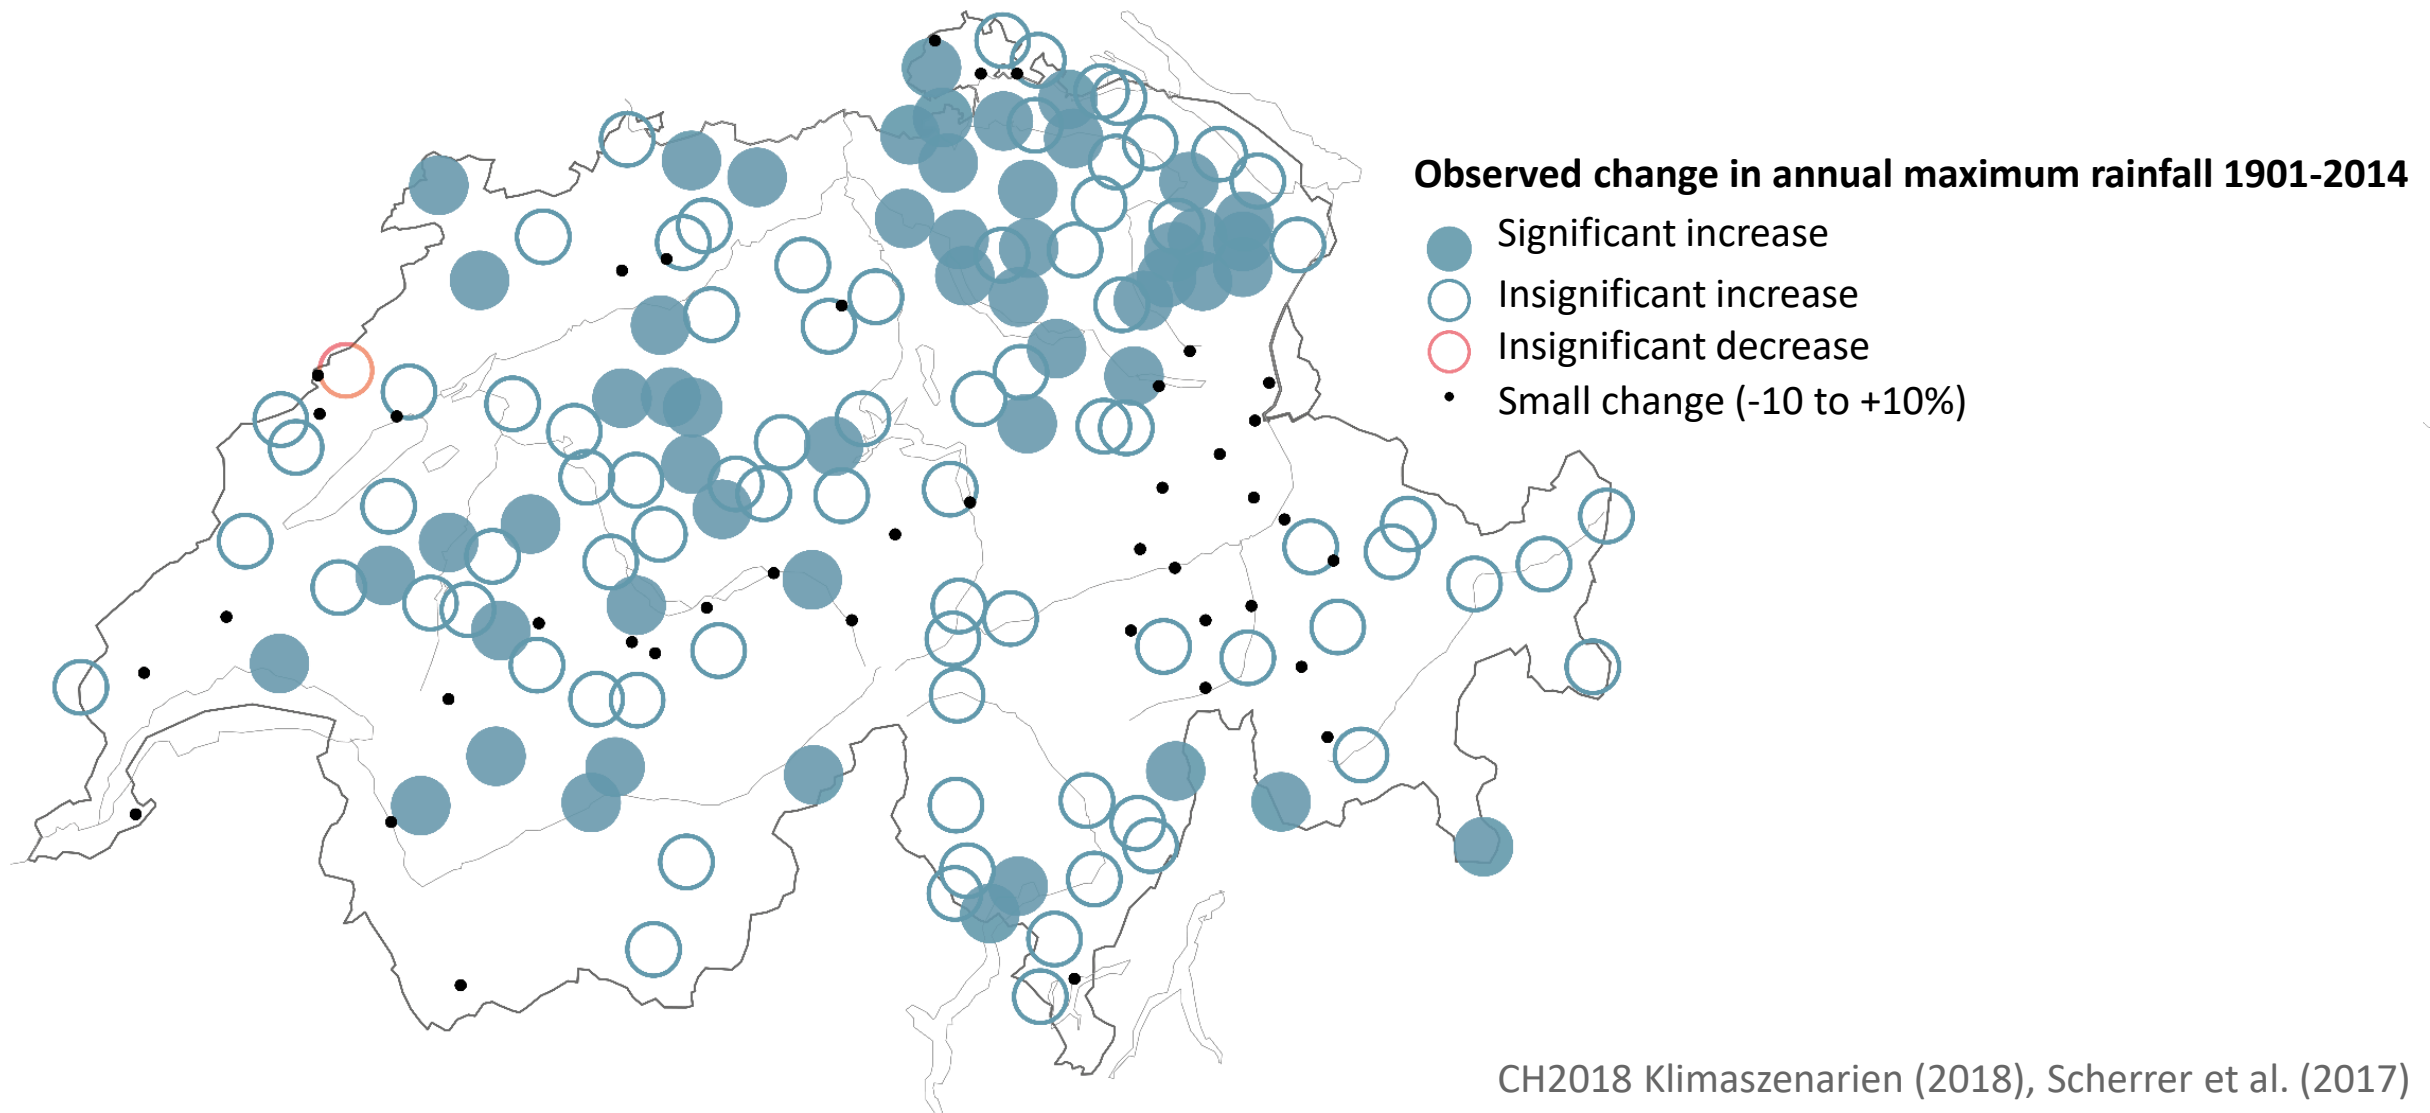 Observed change in annual maximum rainfall 1901-2014
Significant increase
Insignificant increase
Insignificant decrease
Small change (-10 to +10%)
CH2018 Klimaszenarien (2018), Scherrer et al. (2017)